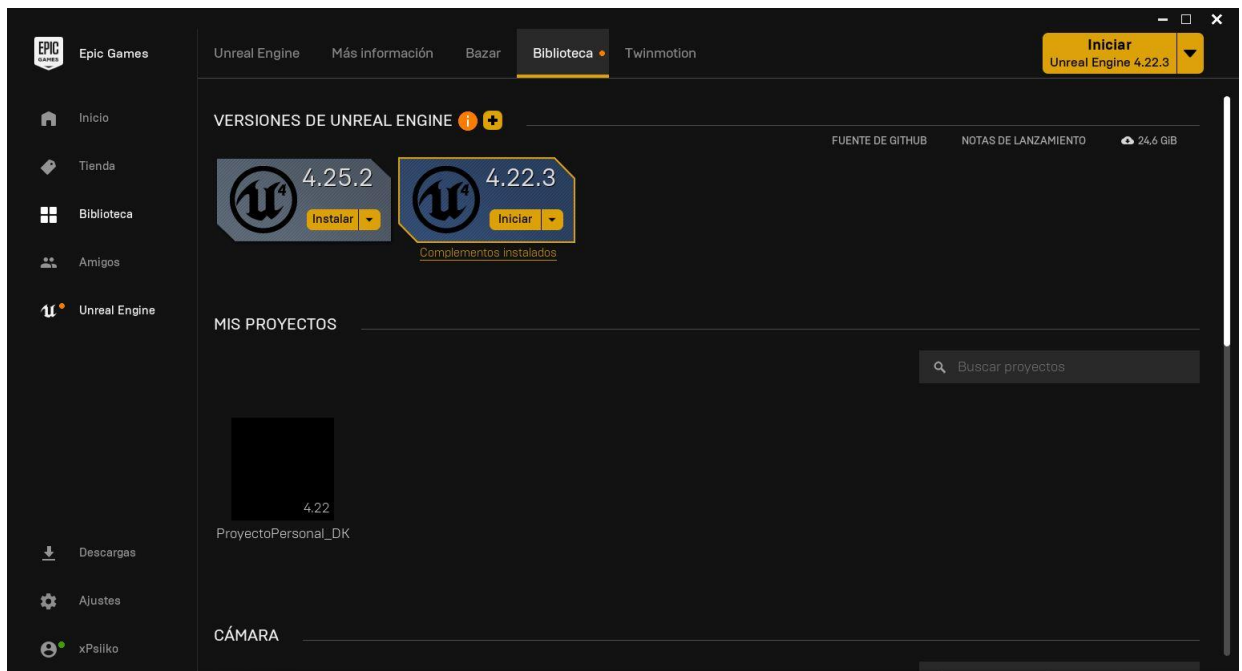 EPIC GAMES
Epic Games
Unreal Engine
Más información
Bazar
Biblioteca
Twinmotion
Iniciar
Unreal Engine 4.22.3
Inicio
Tienda
Biblioteca
Amigos
Unreal Engine
Descargas
Ajustes
xPsiiko
VERSIONES DE UNREAL ENGINE
FUENTE DE GITHUB
NOTAS DE LANZAMIENTO
24,6 GiB
4.25.2
Instalar
4.22.3
Iniciar
Complementos instalados
MIS PROYECTOS
Buscar proyectos
4.22
ProyectoPersonal_DK
CÁMARA